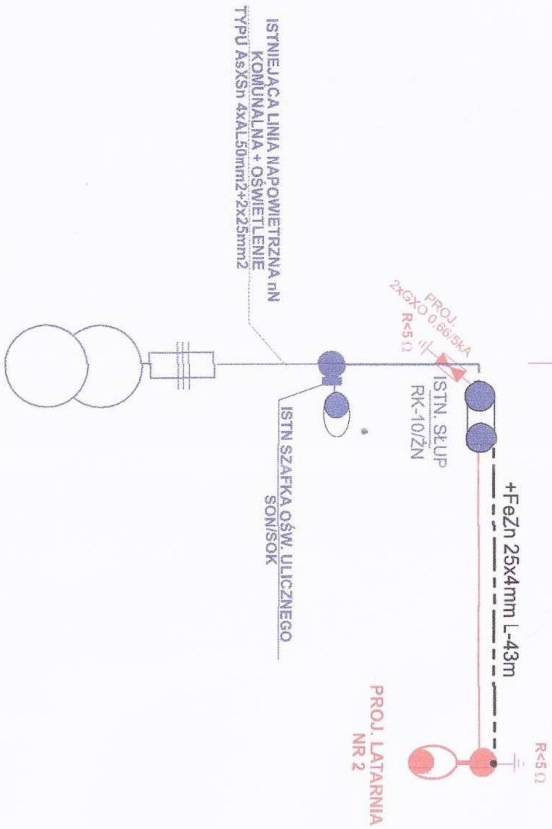 ISTNIEJĄCA LINIA NAPOWIETRZNA nN
KOMUNALNA + OŚWIETLENIE
TYPU AsXSn 4xAL50mm2+2x25mm2
PROJ.
2xGXO 0.66/5kA
R<5 Ω
ISTN. SŁUP
RK-10/ŻN
ISTN SZAFKA OŚW. ULICZNEGO
SON/SOK
+FeZn 25x4mm L-43m
R<5 Ω
PROJ. LATARNIA
NR 2